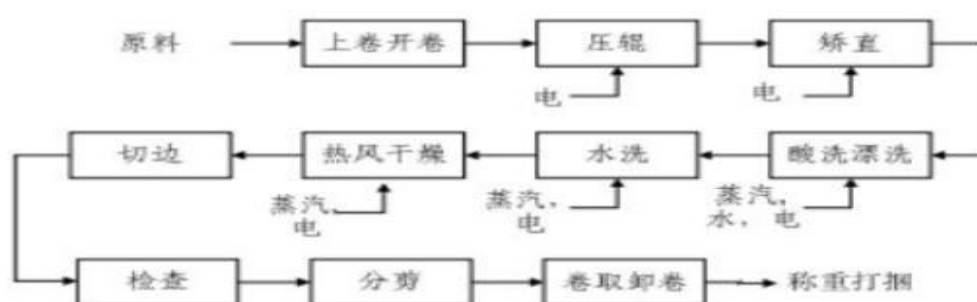 原料 上卷开卷 压辊 矫直
电 电
切边 热风干燥 水洗 酸洗漂洗
蒸汽， 蒸汽， 蒸汽，
电 电 水，电
检查 分剪 卷取卸卷 称重打捆